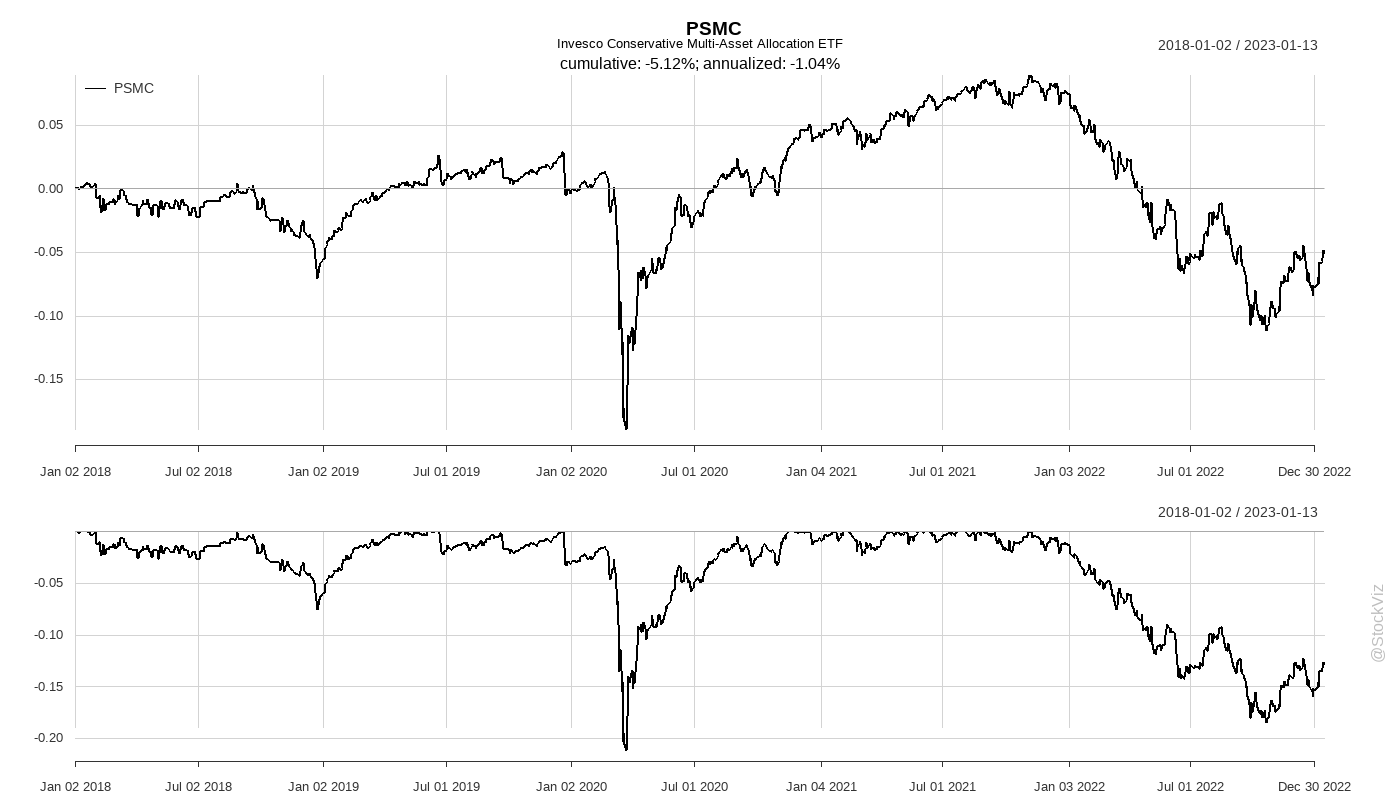 PSMC
Invesco Conservative Multi-Asset Allocation ETF
cumulative: -5.12%; annualized: -1.04%
2018-01-02 / 2023-01-13
PSMC
0.05
0.00
-0.05
-0.10
-0.15
Jan 02 2018 Jul 02 2018 Jan 02 2019 Jul 01 2019 Jan 02 2020 Jul 01 2020 Jan 04 2021 Jul 01 2021 Jan 03 2022 Jul 01 2022 Dec 30 2022
2018-01-02 / 2023-01-13
-0.05
-0.10
-0.15
-0.20
Jan 02 2018 Jul 02 2018 Jan 02 2019 Jul 01 2019 Jan 02 2020 Jul 01 2020 Jan 04 2021 Jul 01 2021 Jan 03 2022 Jul 01 2022 Dec 30 2022
@StockViz